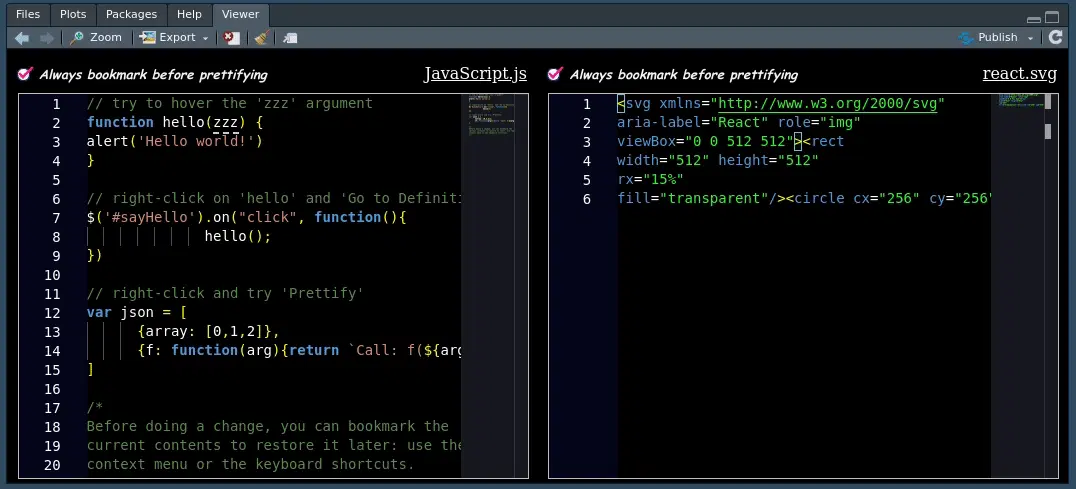 Files Plots Packages Help Viewer
Zoom Export Publish
Always bookmark before prettifying JavaScript.js
1 // try to hover the 'zzz' argument
2 function hello(zzz) {
3 alert('Hello world!')
4 }
5
6 // right-click on 'hello' and 'Go to Definiti
7 $('#sayHello').on("click", function(){
8 hello();
9 })
10
11 // right-click and try 'Prettify'
12 var json = [
13 {array: [0,1,2]},
14 {f: function(arg){return `Call: f(${arg
15 ]
16
17 /*
18 Before doing a change, you can bookmark the
19 current contents to restore it later: use the
20 context menu or the keyboard shortcuts.
Always bookmark before prettifying react.svg
1 <svg xmlns="http://www.w3.org/2000/svg"
2 aria-label="React" role="img"
3 viewBox="0 0 512 512"><rect
4 width="512" height="512"
5 rx="15%"
6 fill="transparent"/><circle cx="256" cy="256"